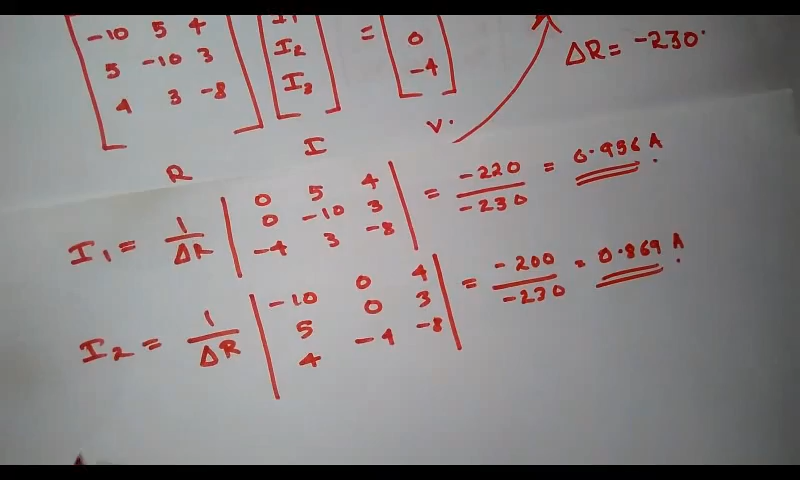 [-10 5 4] [I1] = [
[5 -10 3] [I2] [0]
[4 3 -8] [I3] [-4]
ΔR = -230.
R I V.
I1 = 1/ΔR | 0 5 4 | = -220/-230 = 0.956 A.
| 0 -10 3 |
| -4 3 -8 |
I2 = 1/ΔR | -10 0 4 | = -200/-230 = 0.869 A.
| 5 0 3 |
| 4 -4 -8 |